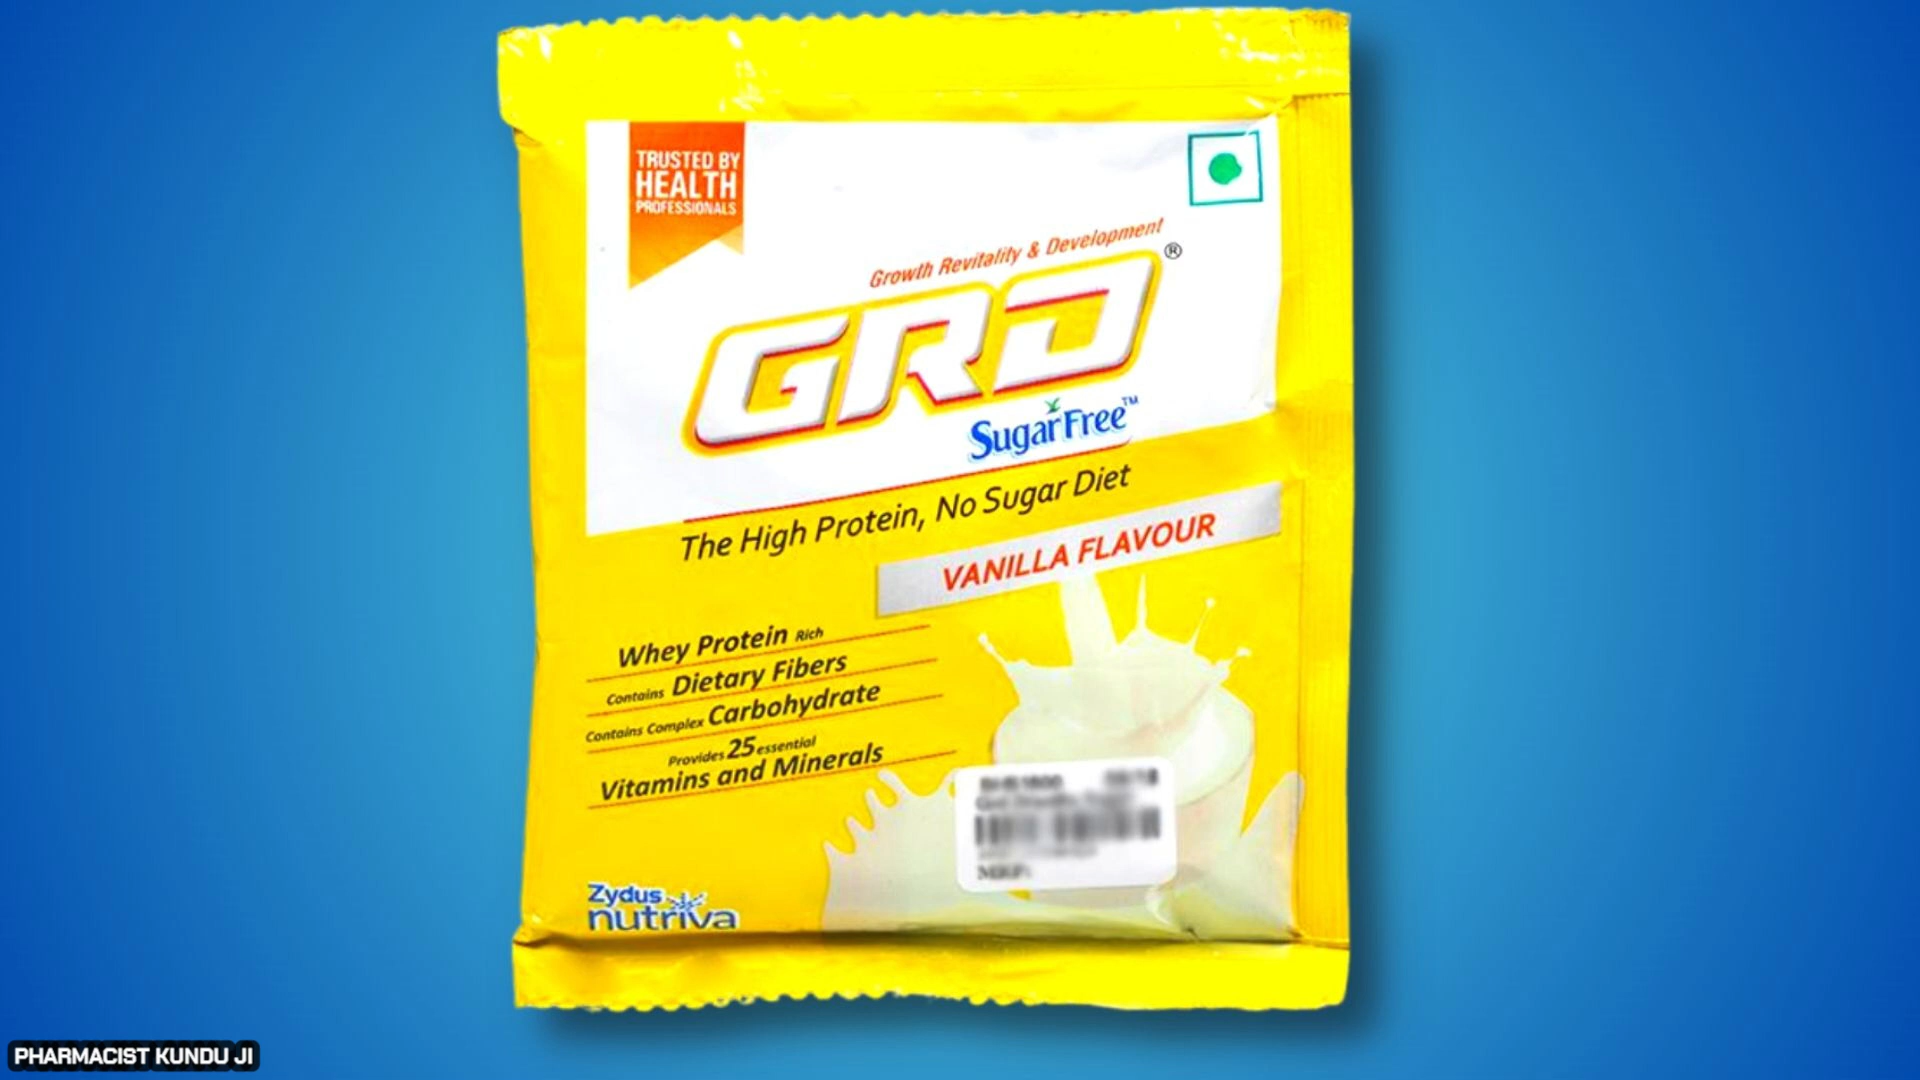 TRUSTED BY
HEALTH
PROFESSIONALS
Growth Revitality & Development
GRD®
SugarFree™
The High Protein, No Sugar Diet
VANILLA FLAVOUR
Whey Protein Rich
Contains Dietary Fibers
Contains Complex Carbohydrate
Provides 25 essential
Vitamins and Minerals
MRP:
Zydus
nutriva
PHARMACIST KUNDU JI